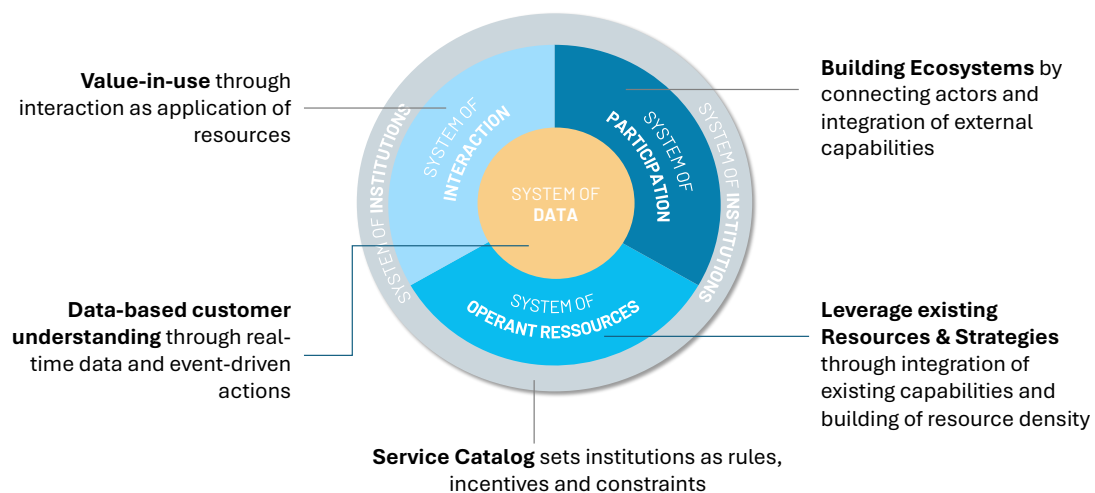 Value-in-use through
interaction as application of
resources
Building Ecosystems by
connecting actors and
integration of external
capabilities
SYSTEM OF INSTITUTIONS
SYSTEM OF
INTERACTION
SYSTEM OF
PARTICIPATION
SYSTEM OF INSTITUTIONS
SYSTEM OF
DATA
SYSTEM OF
OPERANT RESSOURCES
Data-based customer
understanding through real-
time data and event-driven
actions
Leverage existing
Resources & Strategies
through integration of
existing capabilities and
building of resource density
Service Catalog sets institutions as rules,
incentives and constraints